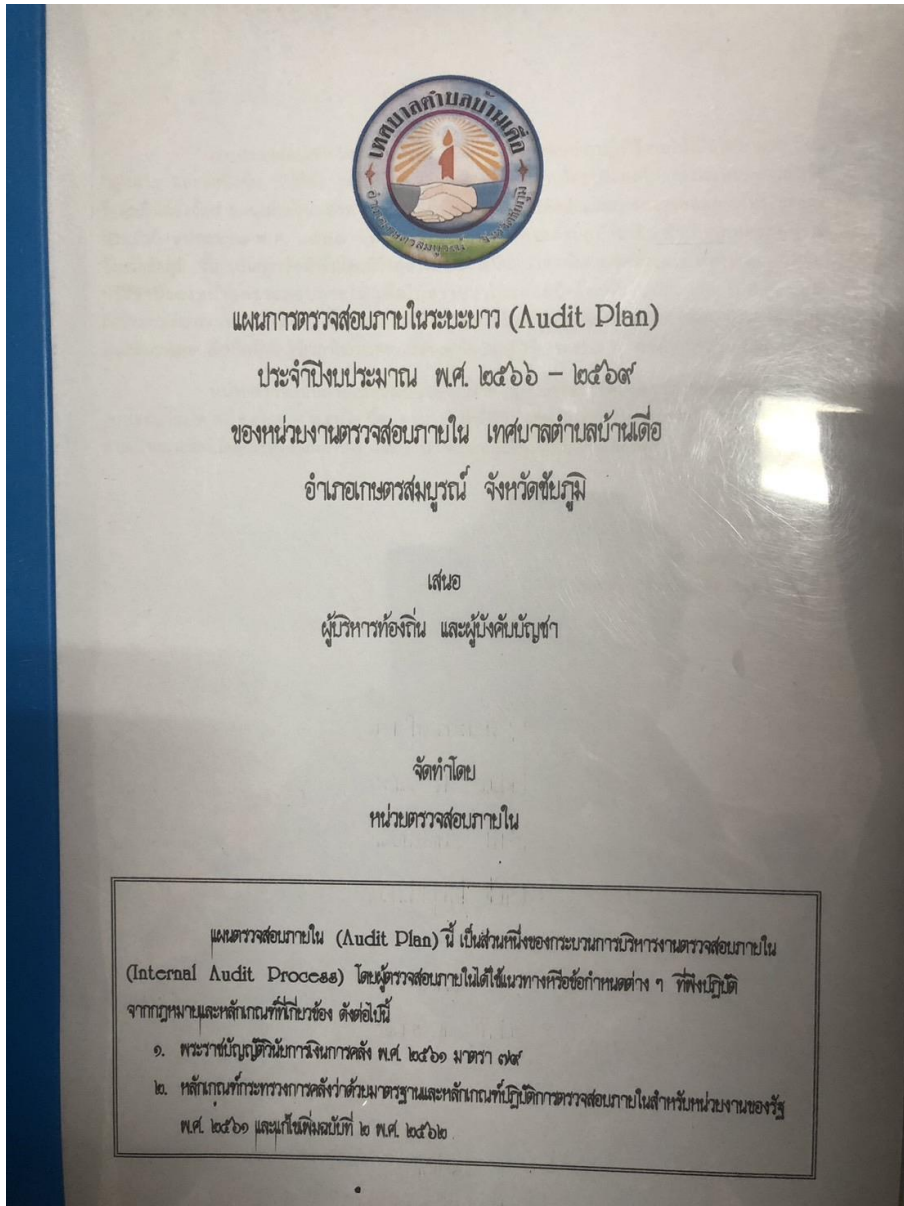 เทศบาลตำบลบ้านเดื่อ
อำเภอเกษตรสมบูรณ์ จังหวัดชัยภูมิ
แผนการตรวจสอบภายในระยะยาว (Audit Plan)
ประจำปีงบประมาณ พ.ศ. ๒๕๖๖ – ๒๕๖๙
ของหน่วยงานตรวจสอบภายใน เทศบาลตำบลบ้านเดื่อ
อำเภอเกษตรสมบูรณ์ จังหวัดชัยภูมิ
เสนอ
ผู้บริหารท้องถิ่น และผู้บังคับบัญชา
จัดทำโดย
หน่วยตรวจสอบภายใน
แผนตรวจสอบภายใน (Audit Plan) นี้ เป็นส่วนหนึ่งของกระบวนการบริหารงานตรวจสอบภายใน
(Internal Audit Process) โดยผู้ตรวจสอบภายในได้ใช้แนวทางหรือข้อกำหนดต่าง ๆ ที่พึงปฏิบัติ
จากกฎหมายและหลักเกณฑ์ที่เกี่ยวข้อง ดังต่อไปนี้
๑. พระราชบัญญัติวินัยการเงินการคลัง พ.ศ. ๒๕๖๑ มาตรา ๗๙
๒. หลักเกณฑ์กระทรวงการคลังว่าด้วยมาตรฐานและหลักเกณฑ์ปฏิบัติการตรวจสอบภายในสำหรับหน่วยงานของรัฐ
พ.ศ. ๒๕๖๑ และแก้ไขเพิ่มฉบับที่ ๒ พ.ศ. ๒๕๖๒